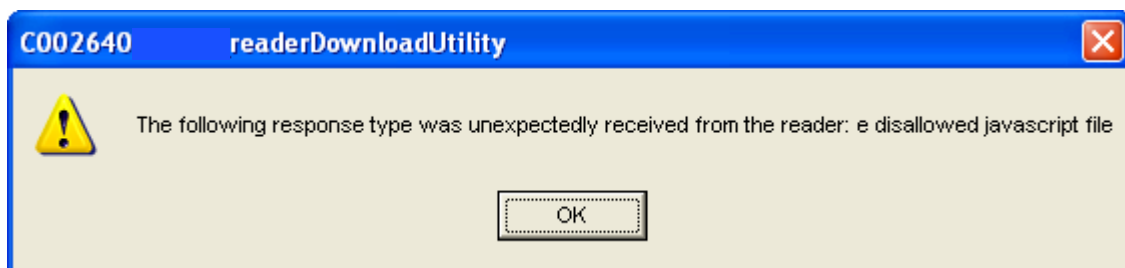 C002640 readerDownloadUtility
The following response type was unexpectedly received from the reader: e disallowed javascript file
OK